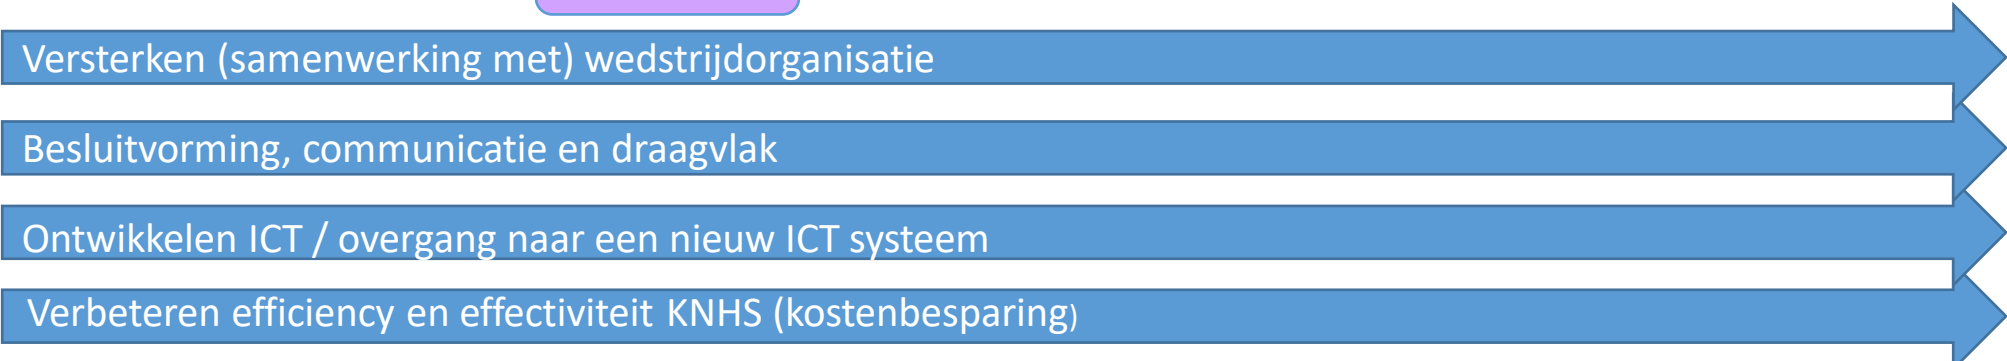 Versterken (samenwerking met) wedstrijdorganisatie
Besluitvorming, communicatie en draagvlak
Ontwikkelen ICT / overgang naar een nieuw ICT systeem
Verbeteren efficiency en effectiviteit KNHS (kostenbesparing)